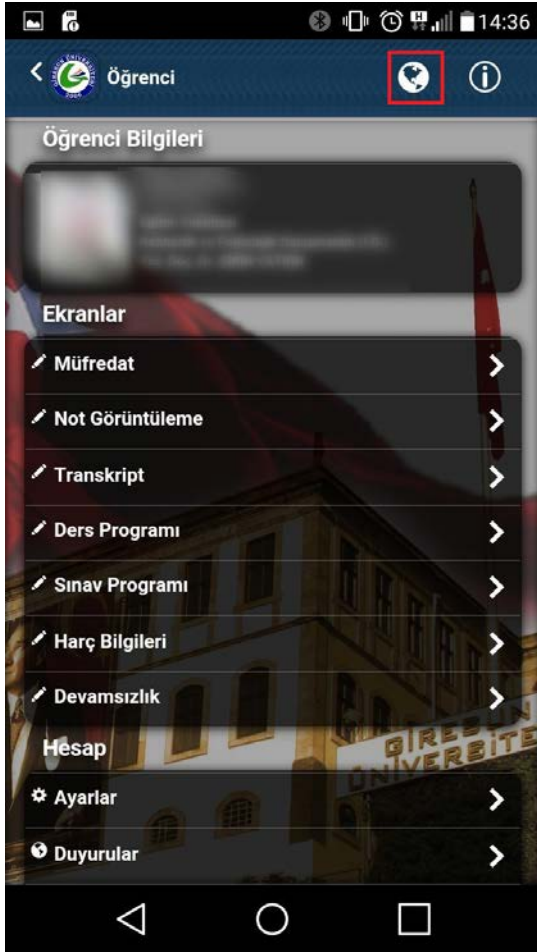 14:36
Öğrenci
Öğrenci Bilgileri
Ekranlar
Müfredat
Not Görüntüleme
Transkript
Ders Programı
Sınav Programı
Harç Bilgileri
Devamsızlık
GİRESUN
ÜNİVERSİTE
Hesap
Ayarlar
Duyurular